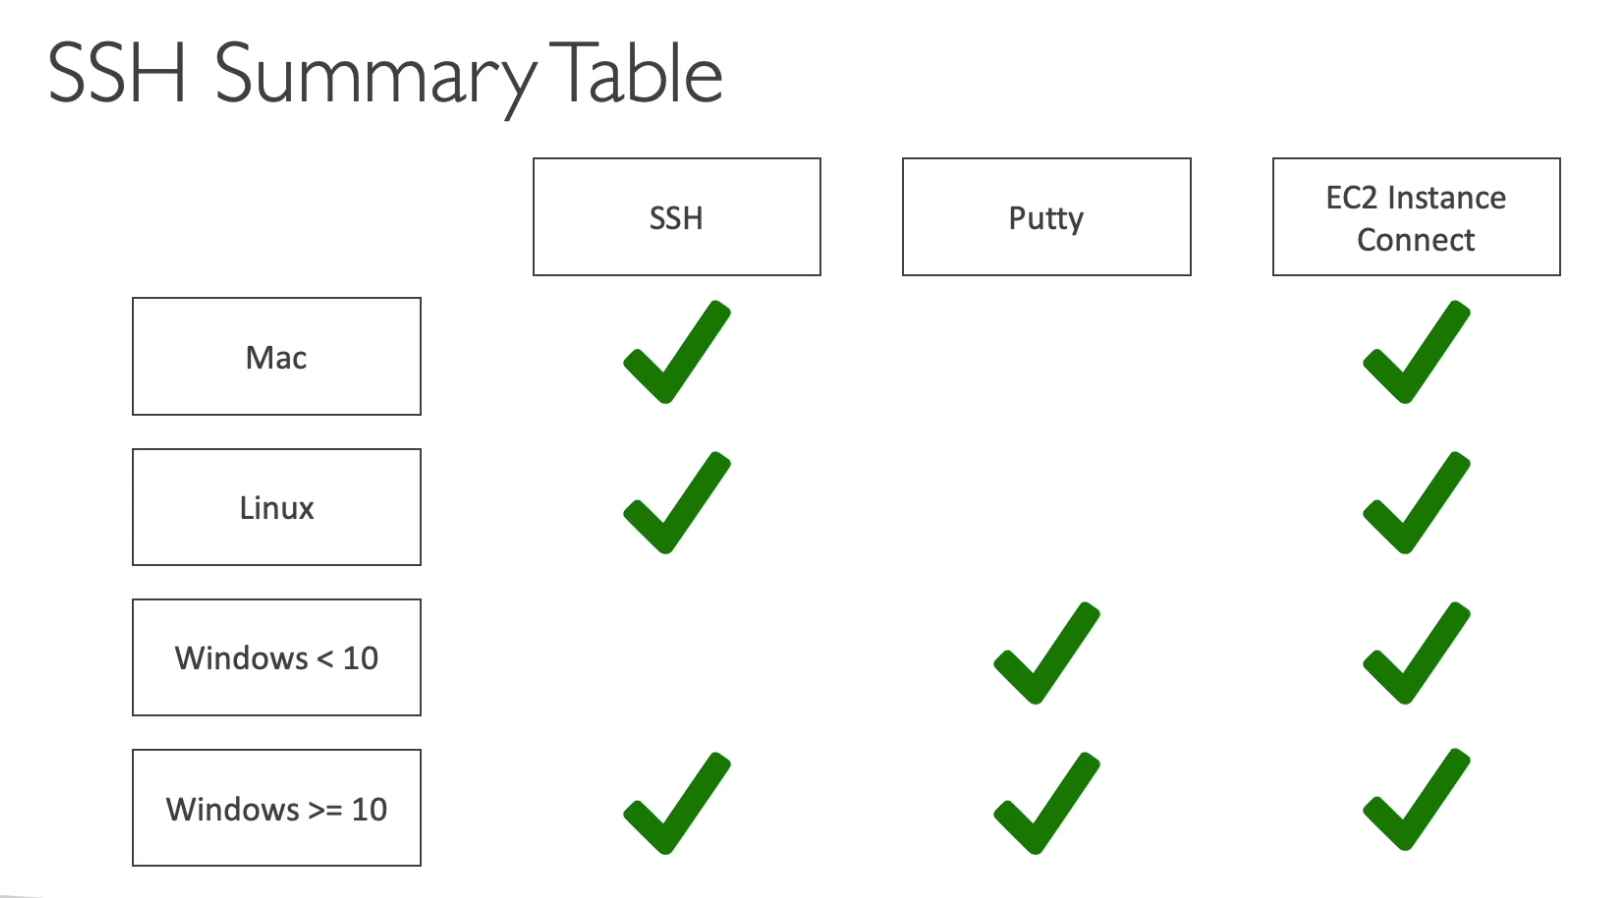 SSH Summary Table
SSH
Putty
EC2 Instance
Connect
Mac
Linux
Windows < 10
Windows >= 10